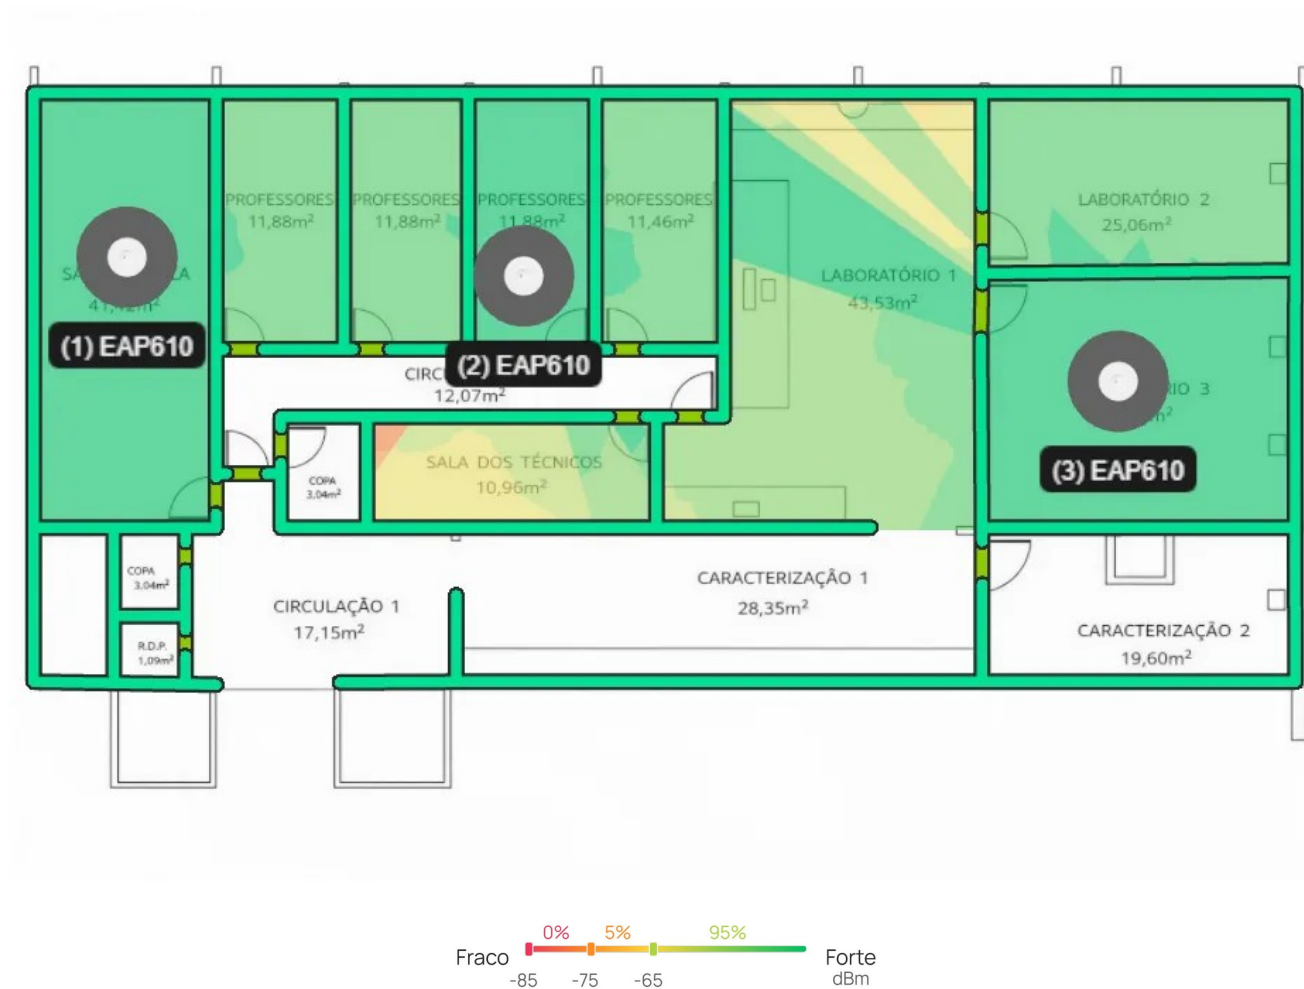 PROFESSORES
11,88m²
PROFESSORES
11,88m²
PROFESSORES
11,88m²
PROFESSORES
11,46m²
LABORATÓRIO 2
25,06m²
LABORATÓRIO 1
43,53m²
(1) EAP610
(2) EAP610
12,07m²
(3) EAP610
SALA DOS TÉCNICOS
10,96m²
COPA
3,04m²
COPA
3,04m²
R.D.P.
1,09m²
CIRCULAÇÃO 1
17,15m²
CARACTERIZAÇÃO 1
28,35m²
CARACTERIZAÇÃO 2
19,60m²
0% 5% 95%
Fraco Forte
-85 -75 -65 dBm